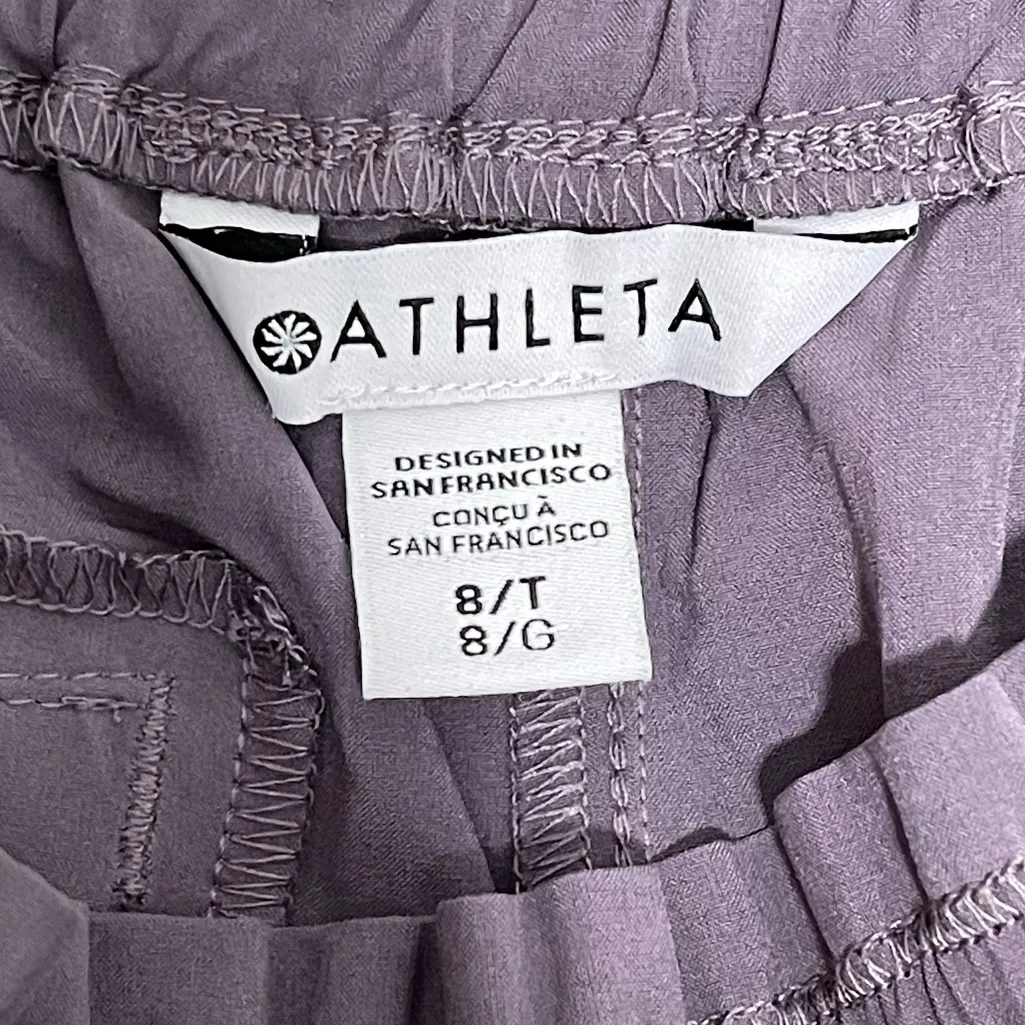 ATHLETA
DESIGNED IN
SAN FRANCISCO
CONÇU À
SAN FRANCISCO
8/T
8/G